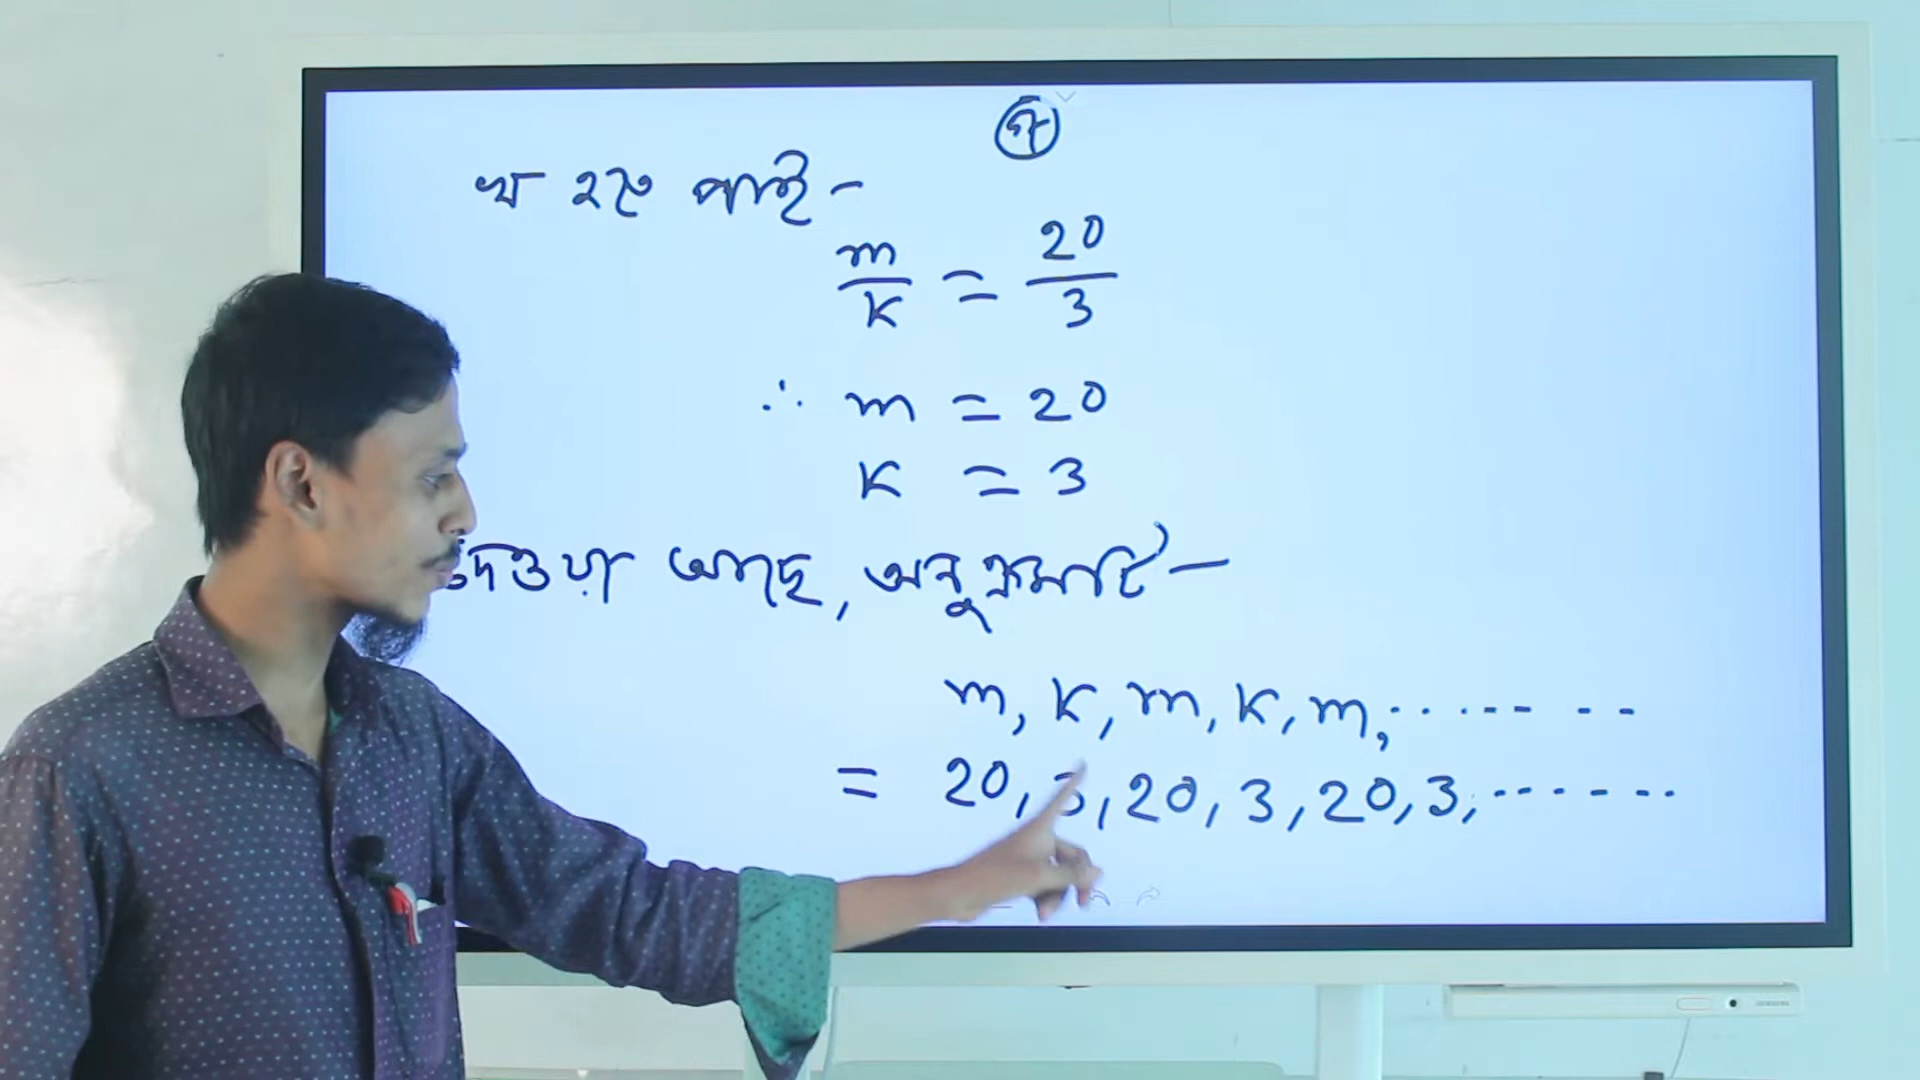 গ
খ হতে পাই-
m/k = 20/3
∴ m = 20
k = 3
দেওয়া আছে, অনুক্রমটি-
m, k, m, k, m, ..... -- --
= 20, 3, 20, 3, 20, 3, .......